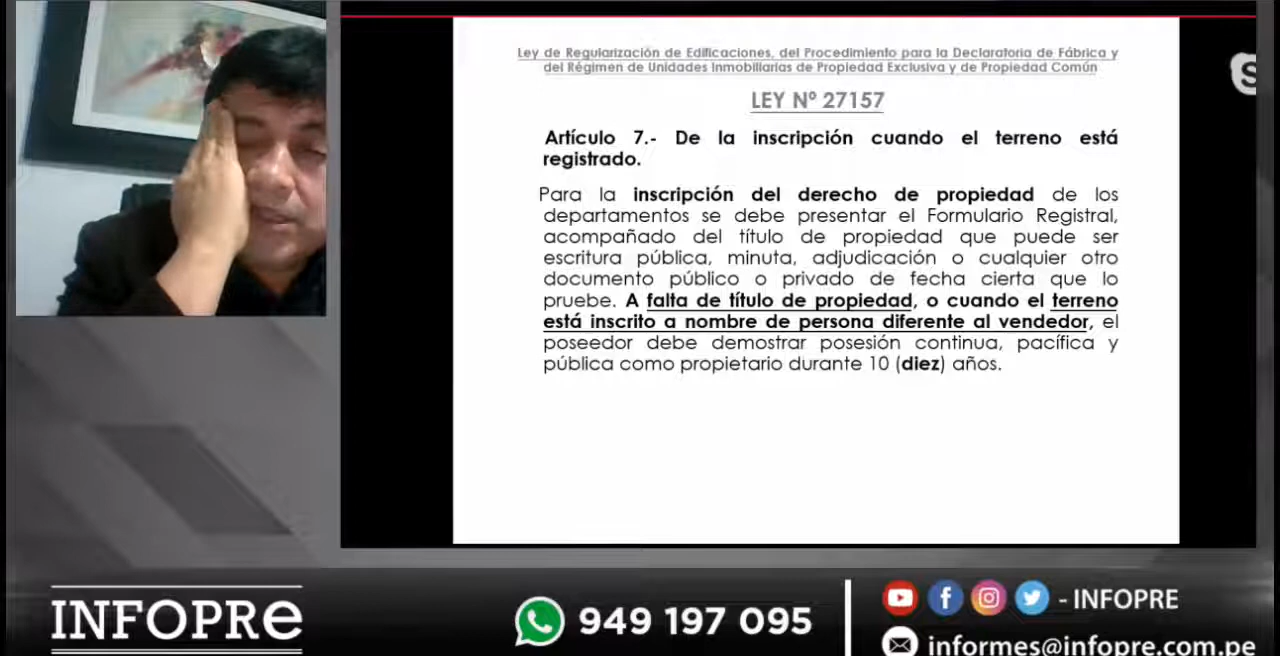 Ley de Regularización de Edificaciones, del Procedimiento para la Declaratoria de Fábrica y
del Régimen de Unidades Inmobiliarias de Propiedad Exclusiva y de Propiedad Común
LEY Nº 27157
Artículo 7.- De la inscripción cuando el terreno está
registrado.
Para la inscripción del derecho de propiedad de los
departamentos se debe presentar el Formulario Registral,
acompañado del título de propiedad que puede ser
escritura pública, minuta, adjudicación o cualquier otro
documento público o privado de fecha cierta que lo
pruebe. A falta de título de propiedad, o cuando el terreno
está inscrito a nombre de persona diferente al vendedor, el
poseedor debe demostrar posesión continua, pacífica y
pública como propietario durante 10 (diez) años.
S
INFOPRe
949 197 095
- INFOPRE
informes@infopre.com.pe